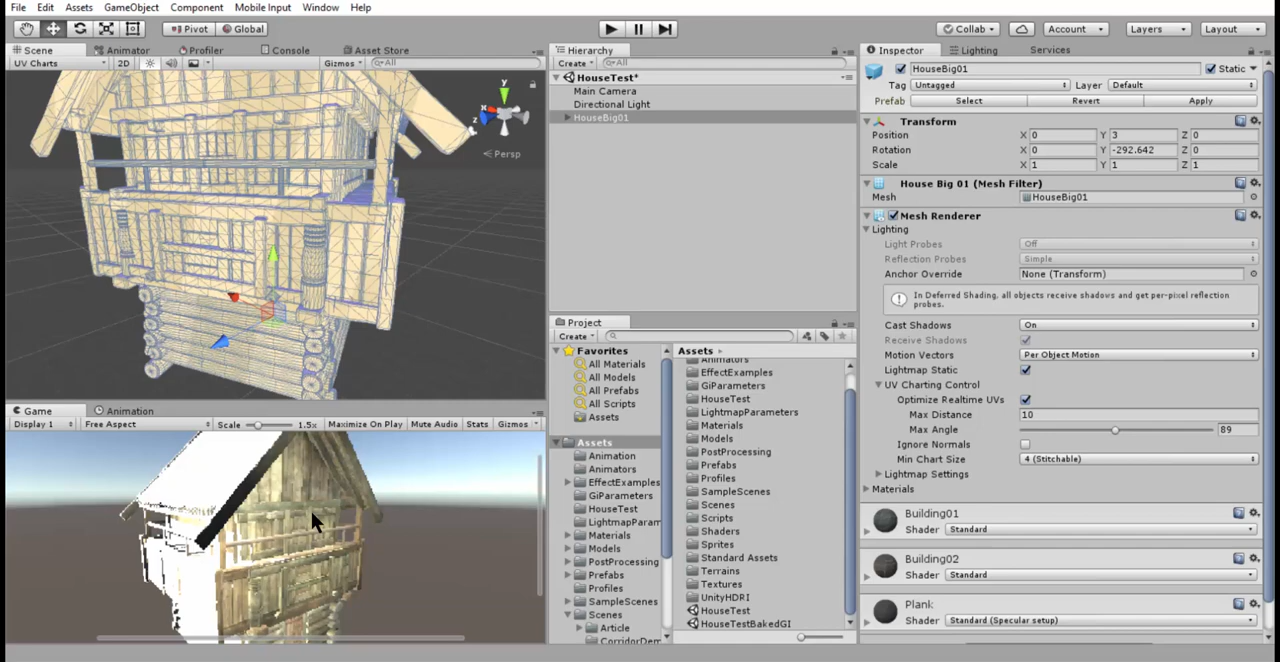 File Edit Assets GameObject Component Mobile Input Window Help
Pivot Global Collab Account Layers Layout
Scene Animator Profiler Console Asset Store
UV Charts 2D Gizmos All
y
x
z
Persp
Game Animation
Display 1 Free Aspect Scale 1.5x Maximize On Play Mute Audio Stats Gizmos
Hierarchy
Create All
HouseTest*
Main Camera
Directional Light
HouseBig01
Project
Create
Favorites
All Materials
All Models
All Prefabs
All Scripts
Assets
Assets
Animation
Animators
EffectExamples
GiParameters
HouseTest
LightmapParam
Materials
Models
PostProcessing
Prefabs
Profiles
SampleScenes
Scenes
Article
CorridorDem
Assets
Animators
EffectExamples
GiParameters
HouseTest
LightmapParameters
Materials
Models
PostProcessing
Prefabs
Profiles
SampleScenes
Scenes
Scripts
Shaders
Sprites
Standard Assets
Terrains
Textures
UnityHDRI
HouseTest
HouseTestBakedGI
Inspector Lighting Services
HouseBig01 Static
Tag Untagged Layer Default
Prefab Select Revert Apply
Transform
Position X 0 Y 3 Z 0
Rotation X 0 Y -292.642 Z 0
Scale X 1 Y 1 Z 1
House Big 01 (Mesh Filter)
Mesh HouseBig01
Mesh Renderer
Lighting
Light Probes Off
Reflection Probes Simple
Anchor Override None (Transform)
In Deferred Shading, all objects receive shadows and get per-pixel reflection
probes.
Cast Shadows On
Receive Shadows
Motion Vectors Per Object Motion
Lightmap Static
UV Charting Control
Optimize Realtime UVs
Max Distance 10
Max Angle 89
Ignore Normals
Min Chart Size 4 (Stitchable)
Lightmap Settings
Materials
Building01
Shader Standard
Building02
Shader Standard
Plank
Shader Standard (Specular setup)